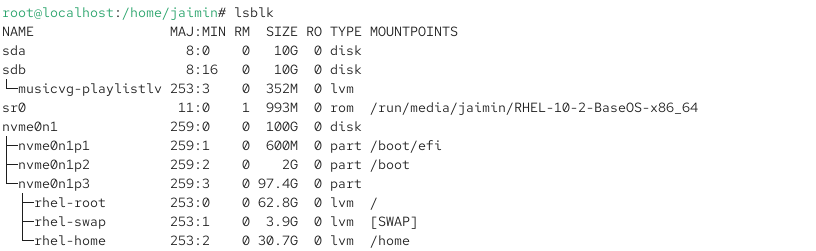 root@localhost:/home/jaimin# lsblk
NAME                 MAJ:MIN RM  SIZE RO TYPE MOUNTPOINTS
sda                    8:0    0   10G  0 disk
sdb                    8:16   0   10G  0 disk
└─musicvg-playlistlv 253:3    0  352M  0 lvm
sr0                   11:0    1  993M  0 rom  /run/media/jaimin/RHEL-10-2-BaseOS-x86_64
nvme0n1              259:0    0  100G  0 disk
├─nvme0n1p1          259:1    0  600M  0 part /boot/efi
├─nvme0n1p2          259:2    0    2G  0 part /boot
└─nvme0n1p3          259:3    0 97.4G  0 part
  ├─rhel-root        253:0    0 62.8G  0 lvm  /
  ├─rhel-swap        253:1    0  3.9G  0 lvm  [SWAP]
  └─rhel-home        253:2    0 30.7G  0 lvm  /home